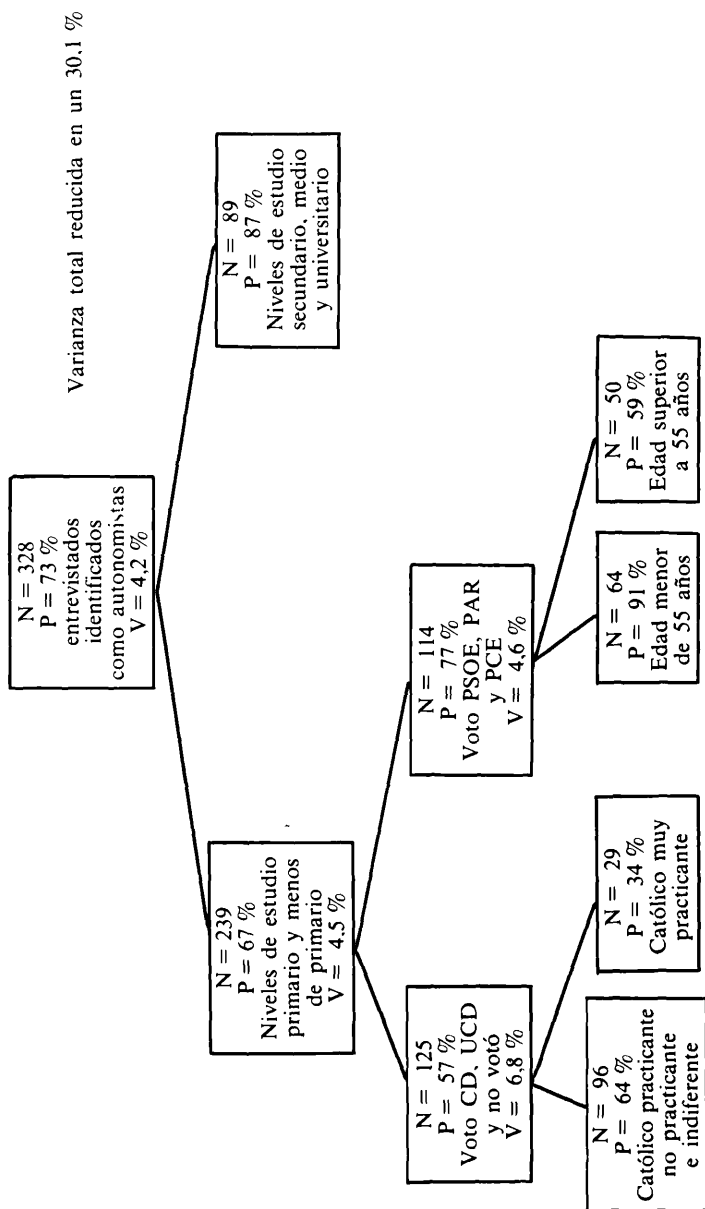 Varianza total reducida en un 30,1 %
N = 328
P = 73 %
entrevistados
identificados
como autonomistas
V = 4,2 %
N = 239
P = 67 %
Niveles de estudio
primario y menos
de primario
V = 4.5 %
N = 89
P = 87 %
Niveles de estudio
secundario, medio
y universitario
N = 125
P = 57 %
Voto CD, UCD
y no votó
V = 6,8 %
N = 114
P = 77 %
Voto PSOE, PAR
y PCE
V = 4,6 %
N = 96
P = 64 %
Católico practicante
no practicante
e indiferente
N = 29
P = 34 %
Católico muy
practicante
N = 64
P = 91 %
Edad menor
de 55 años
N = 50
P = 59 %
Edad superior
a 55 años